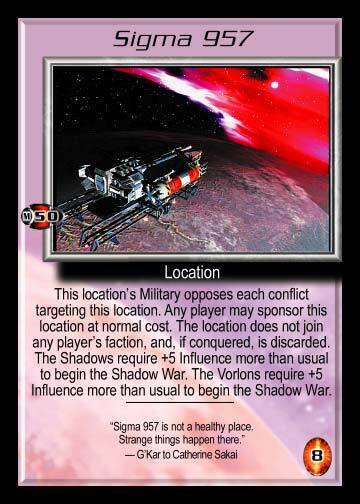 Sigma 957
M 50
Location
This location's Military opposes each conflict
targeting this location. Any player may sponsor this
location at normal cost. The location does not join
any player's faction, and, if conquered, is discarded.
The Shadows require +5 Influence more than usual
to begin the Shadow War. The Vorlons require +5
Influence more than usual to begin the Shadow War.
"Sigma 957 is not a healthy place.
Strange things happen there."
— G'Kar to Catherine Sakai
8